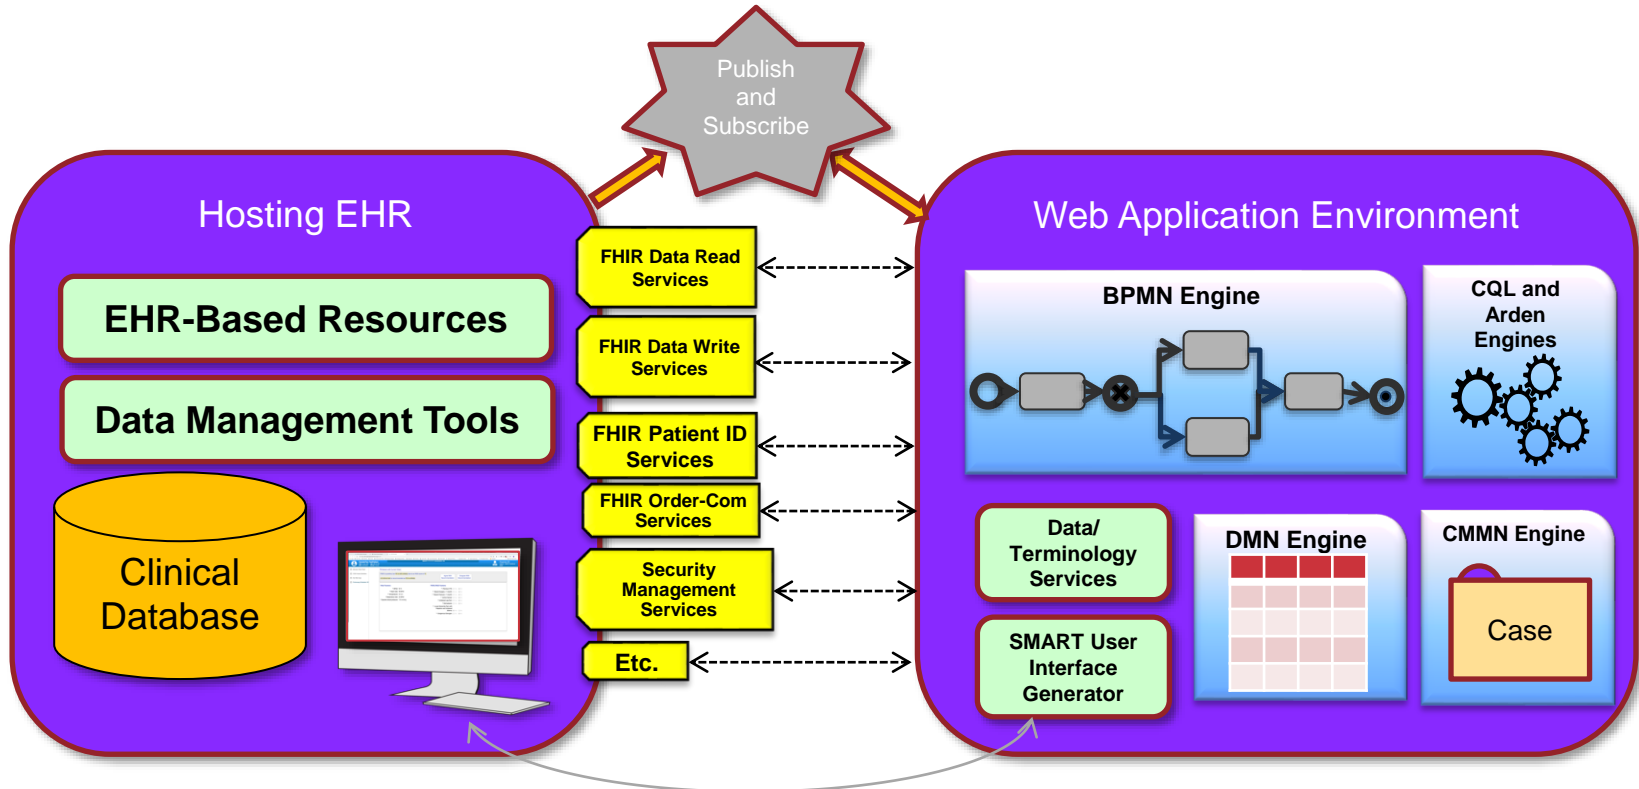 Publish
and
Subscribe
Hosting EHR
EHR-Based Resources
Data Management Tools
Clinical
Database
FHIR Data Read
Services
FHIR Data Write
Services
FHIR Patient ID
Services
FHIR Order-Com
Services
Security
Management
Services
Etc.
Web Application Environment
BPMN Engine
CQL and
Arden
Engines
Data/
Terminology
Services
SMART User
Interface
Generator
DMN Engine
CMMN Engine
Case